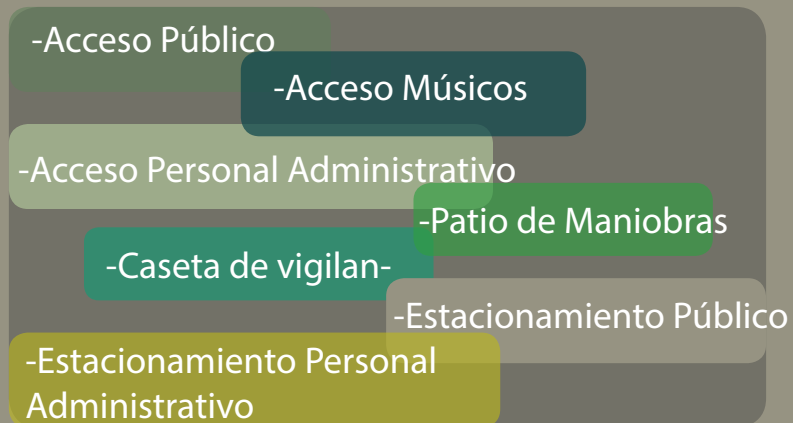 -Acceso Público
-Acceso Músicos
-Acceso Personal Administrativo
-Patio de Maniobras
-Caseta de vigilan-
-Estacionamiento Público
-Estacionamiento Personal
Administrativo